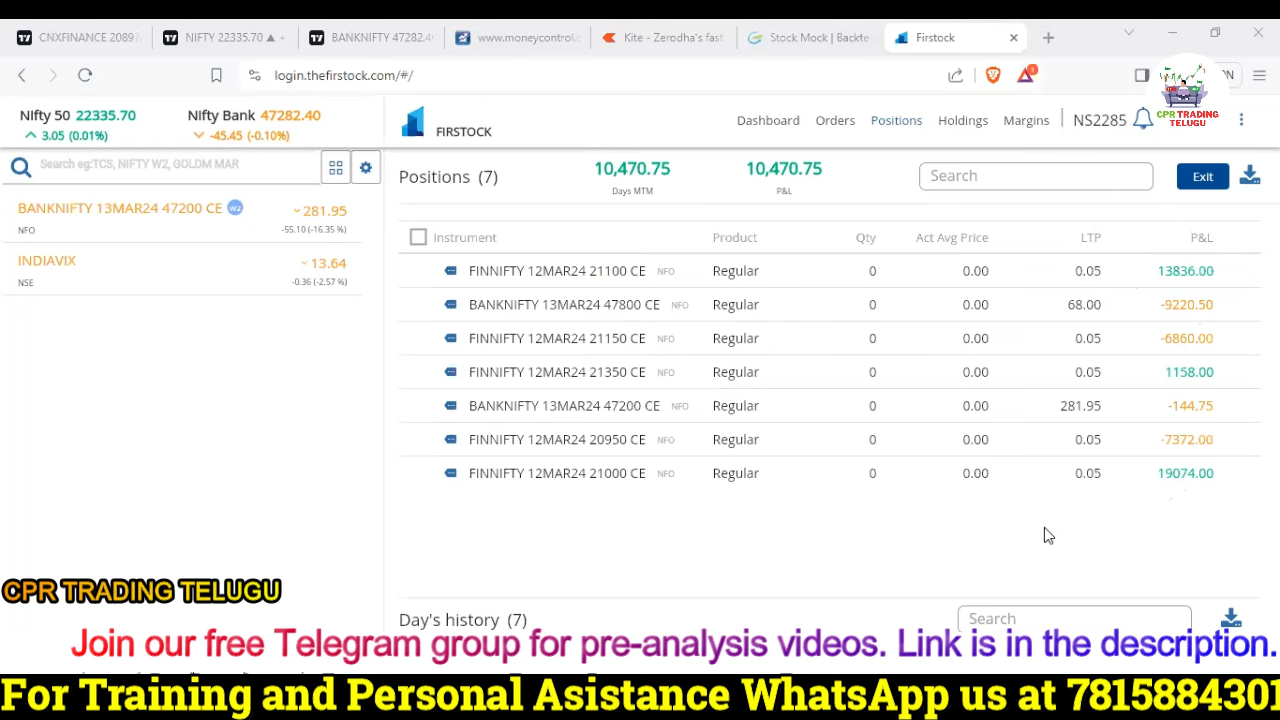 CNXFINANCE 2089
NIFTY 22335.70 ▲ +
BANKNIFTY 47282.4
www.moneycontrol.c
Kite - Zerodha's fast
Stock Mock | Backte
Firstock
login.thefirstock.com/#/
CPR TRADING
TELUGU
Nifty 50 22335.70
3.05 (0.01%)
Nifty Bank 47282.40
-45.45 (-0.10%)
FIRSTOCK
Dashboard Orders Positions Holdings Margins NS2285
Search eg:TCS, NIFTY W2, GOLDM MAR
BANKNIFTY 13MAR24 47200 CE W2 281.95
NFO -55.10 (-16.35 %)
INDIAVIX 13.64
NSE -0.36 (-2.57 %)
Positions (7)
10,470.75
Days MTM
10,470.75
P&L
Search
Exit
Instrument Product Qty Act Avg Price LTP P&L
FINNIFTY 12MAR24 21100 CE NFO Regular 0 0.00 0.05 13836.00
BANKNIFTY 13MAR24 47800 CE NFO Regular 0 0.00 68.00 -9220.50
FINNIFTY 12MAR24 21150 CE NFO Regular 0 0.00 0.05 -6860.00
FINNIFTY 12MAR24 21350 CE NFO Regular 0 0.00 0.05 1158.00
BANKNIFTY 13MAR24 47200 CE NFO Regular 0 0.00 281.95 -144.75
FINNIFTY 12MAR24 20950 CE NFO Regular 0 0.00 0.05 -7372.00
FINNIFTY 12MAR24 21000 CE NFO Regular 0 0.00 0.05 19074.00
CPR TRADING TELUGU
Day's history (7)
Search
Join our free Telegram group for pre-analysis videos. Link is in the description.
For Training and Personal Asistance WhatsApp us at 7815884301